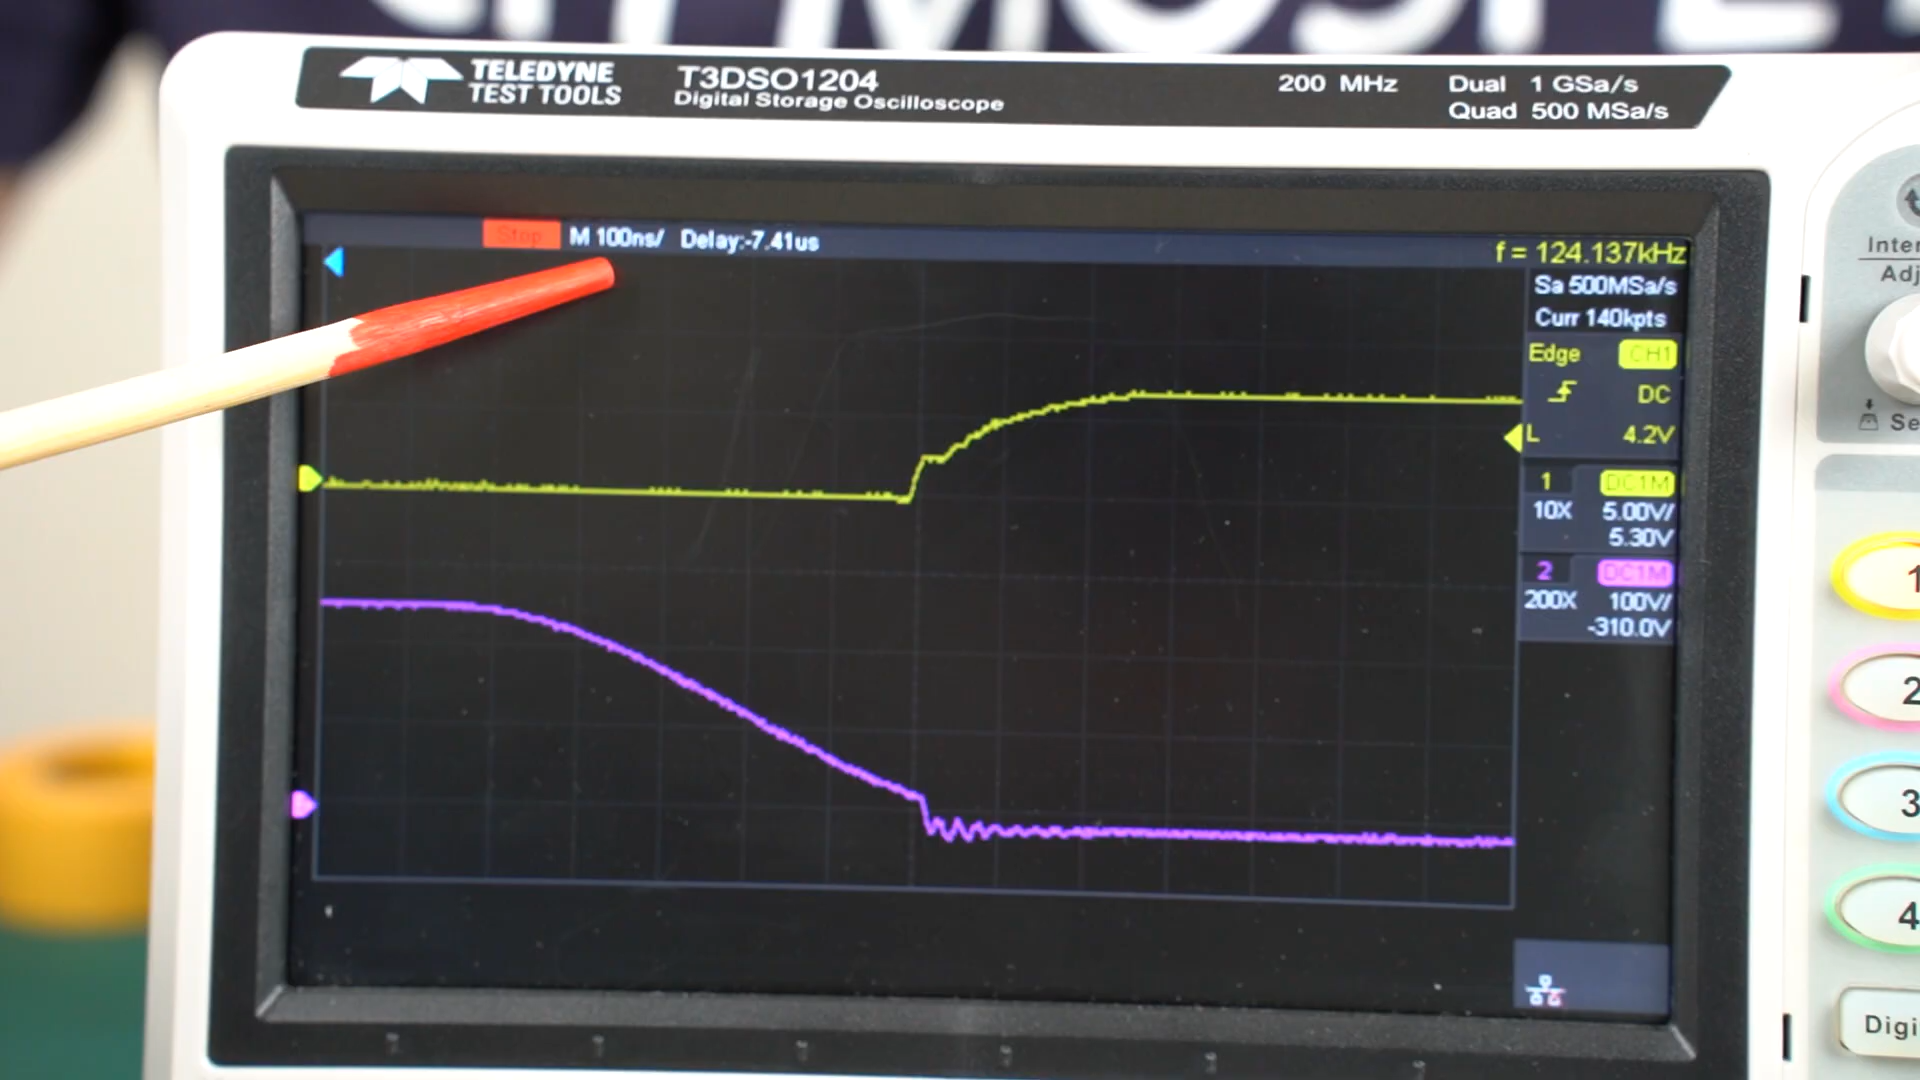 TELEDYNE
TEST TOOLS
T3DSO1204
Digital Storage Oscilloscope
200 MHz
Dual 1 GSa/s
Quad 500 MSa/s
Stop M 100ns/ Delay:-7.41us
f = 124.137kHz
Sa 500MSa/s
Curr 140kpts
Edge CH1
DC
L 4.2V
1 DC1M
10X 5.00V/
5.30V
2 DC1M
200X 100V/
-310.0V
Inter
Adj
Se
1
2
3
4
Digi